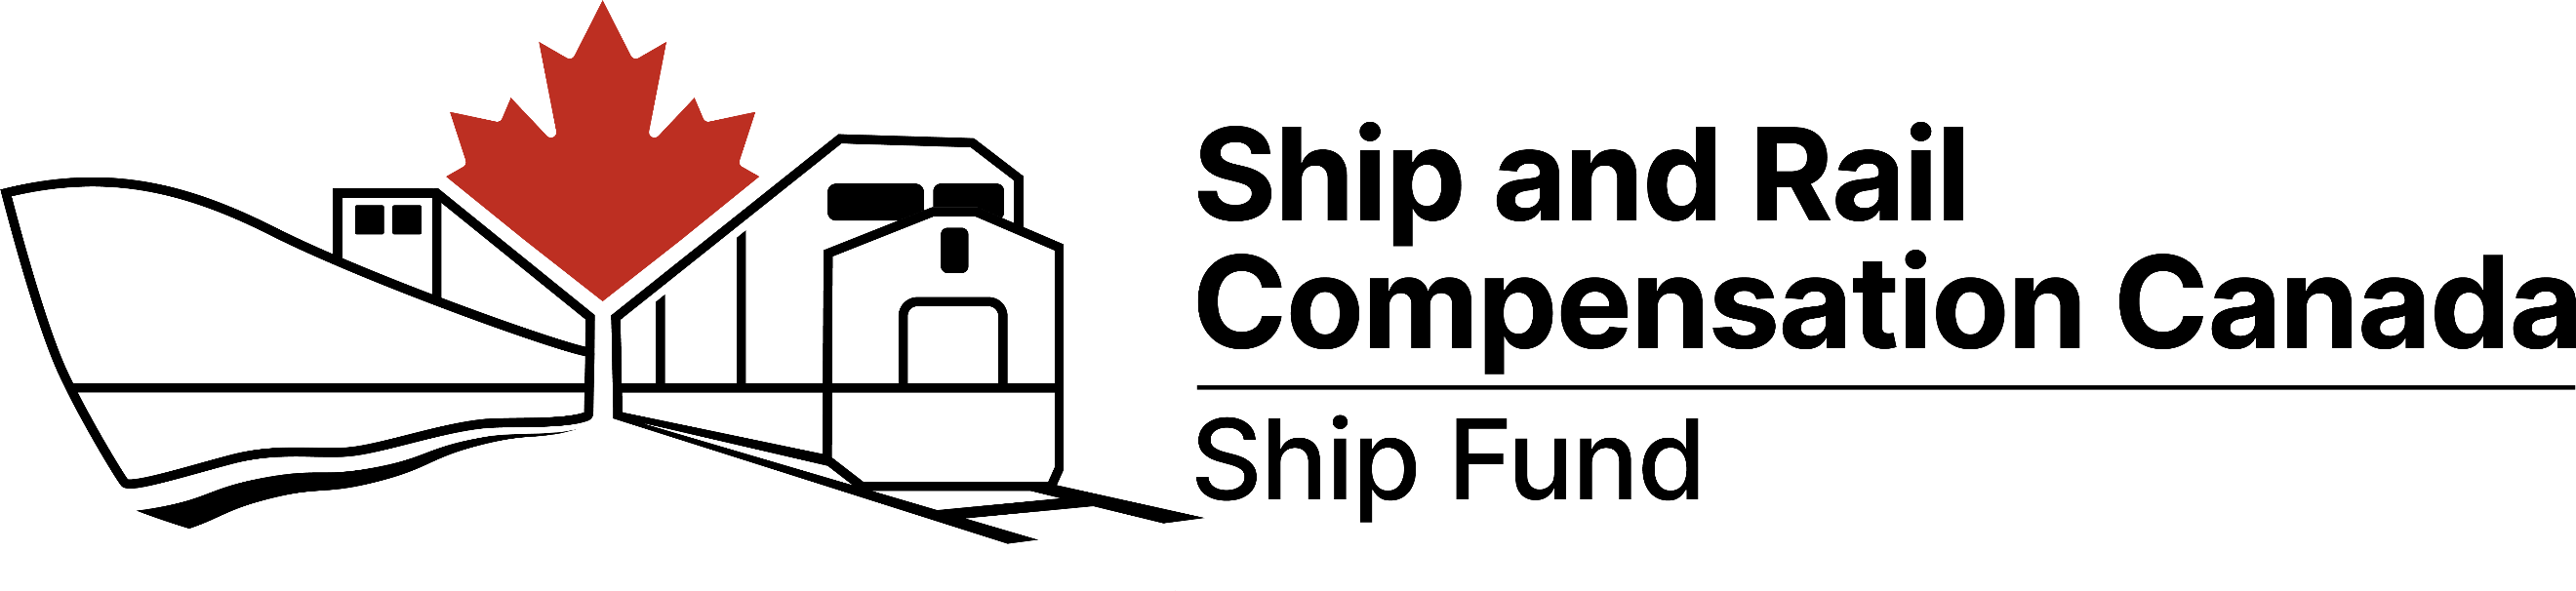 Ship and Rail
Compensation Canada
Ship Fund